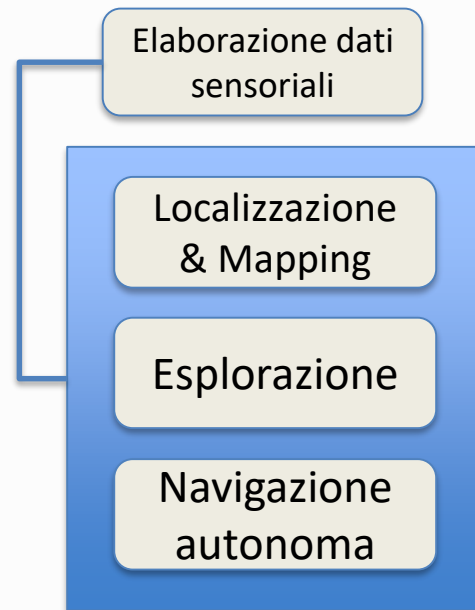 Elaborazione dati
sensoriali
Localizzazione
& Mapping
Esplorazione
Navigazione
autonoma